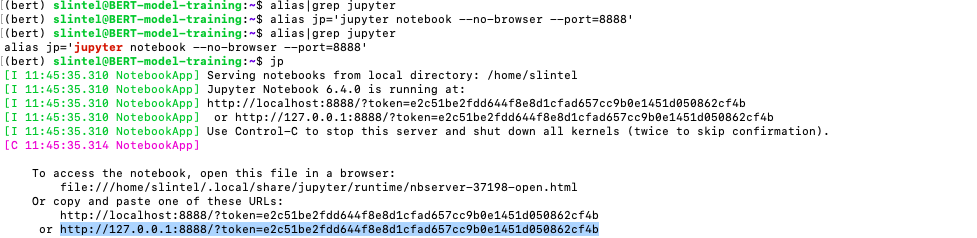 (bert) slintel@BERT-model-training:~$ alias|grep jupyter
(bert) slintel@BERT-model-training:~$ alias jp='jupyter notebook --no-browser --port=8888'
(bert) slintel@BERT-model-training:~$ alias|grep jupyter
alias jp='jupyter notebook --no-browser --port=8888'
(bert) slintel@BERT-model-training:~$ jp
[I 11:45:35.310 NotebookApp] Serving notebooks from local directory: /home/slintel
[I 11:45:35.310 NotebookApp] Jupyter Notebook 6.4.0 is running at:
[I 11:45:35.310 NotebookApp] http://localhost:8888/?token=e2c51be2fdd644f8e8d1cfad657cc9b0e1451d050862cf4b
[I 11:45:35.310 NotebookApp]  or http://127.0.0.1:8888/?token=e2c51be2fdd644f8e8d1cfad657cc9b0e1451d050862cf4b
[I 11:45:35.310 NotebookApp] Use Control-C to stop this server and shut down all kernels (twice to skip confirmation).
[C 11:45:35.314 NotebookApp]
To access the notebook, open this file in a browser:
file:///home/slintel/.local/share/jupyter/runtime/nbserver-37198-open.html
Or copy and paste one of these URLs:
http://localhost:8888/?token=e2c51be2fdd644f8e8d1cfad657cc9b0e1451d050862cf4b
or http://127.0.0.1:8888/?token=e2c51be2fdd644f8e8d1cfad657cc9b0e1451d050862cf4b